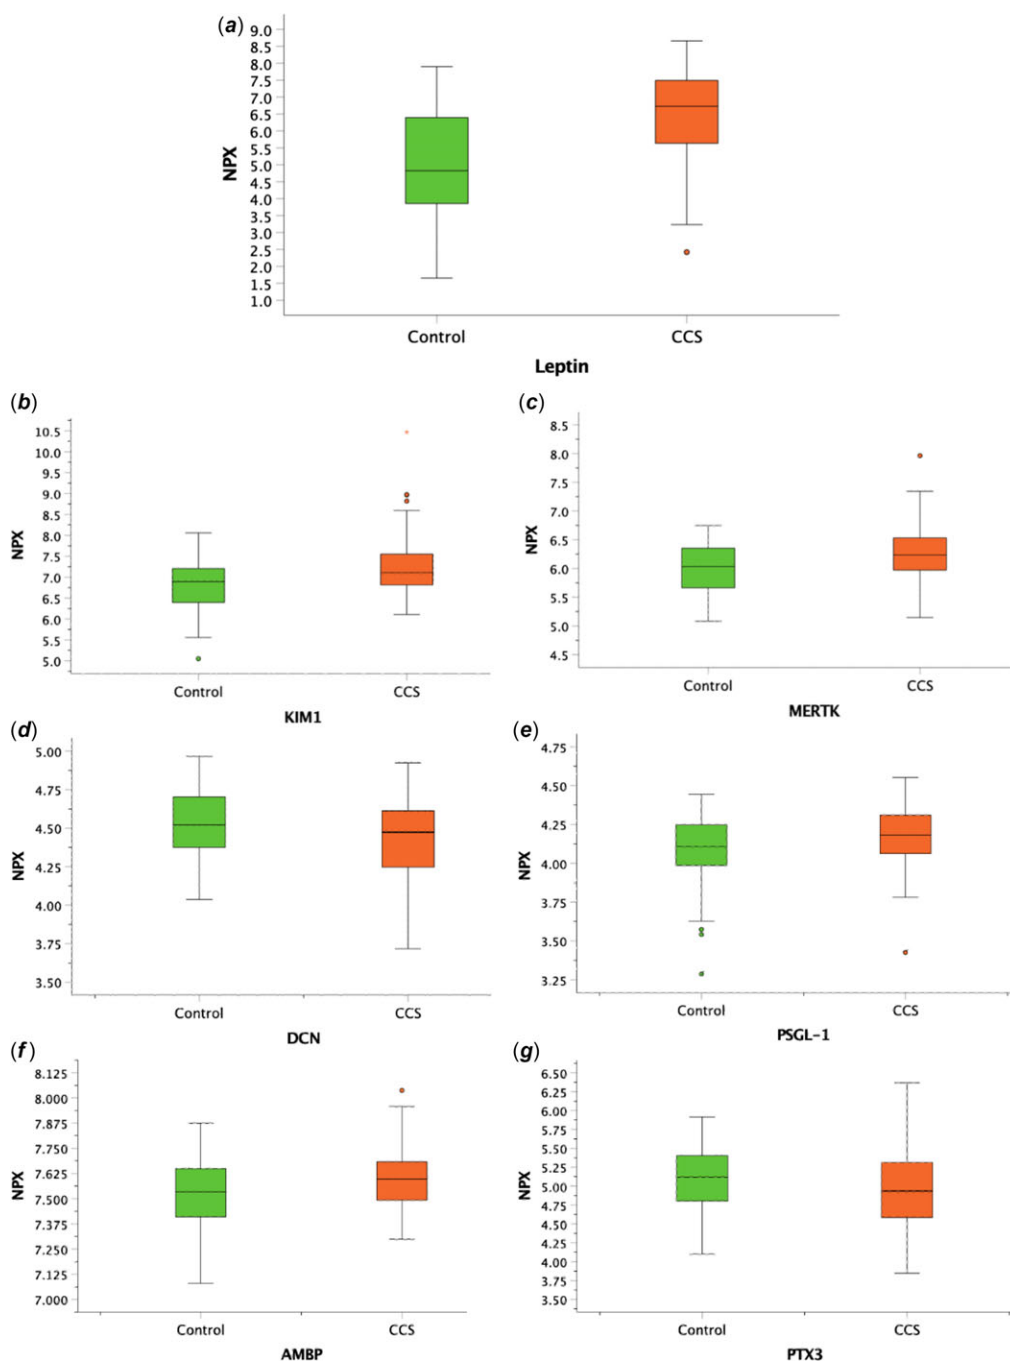 (a)
9.0
8.5
8.0
7.5
7.0
6.5
6.0
5.5
5.0
4.5
4.0
3.5
3.0
2.5
2.0
1.5
1.0
NPX
Control CCS
Leptin
(b)
10.5
10.0
9.5
9.0
8.5
8.0
7.5
7.0
6.5
6.0
5.5
5.0
NPX
Control CCS
KIM1
(c)
8.5
8.0
7.5
7.0
6.5
6.0
5.5
5.0
4.5
NPX
Control CCS
MERTK
(d)
5.00
4.75
4.50
4.25
4.00
3.75
3.50
NPX
Control CCS
DCN
(e)
4.75
4.50
4.25
4.00
3.75
3.50
3.25
NPX
Control CCS
PSGL-1
(f)
8.125
8.000
7.875
7.750
7.625
7.500
7.375
7.250
7.125
7.000
NPX
Control CCS
AMBP
(g)
6.50
6.25
6.00
5.75
5.50
5.25
5.00
4.75
4.50
4.25
4.00
3.75
3.50
NPX
Control CCS
PTX3